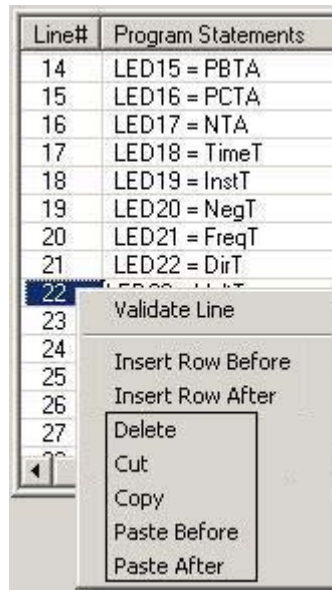 Line# Program Statements
14 LED15 = PBTA
15 LED16 = PCTA
16 LED17 = NTA
17 LED18 = TimeT
18 LED19 = InstT
19 LED20 = NegT
20 LED21 = FreqT
21 LED22 = DirT
22
23
24
25
26
27
Validate Line
Insert Row Before
Insert Row After
Delete
Cut
Copy
Paste Before
Paste After